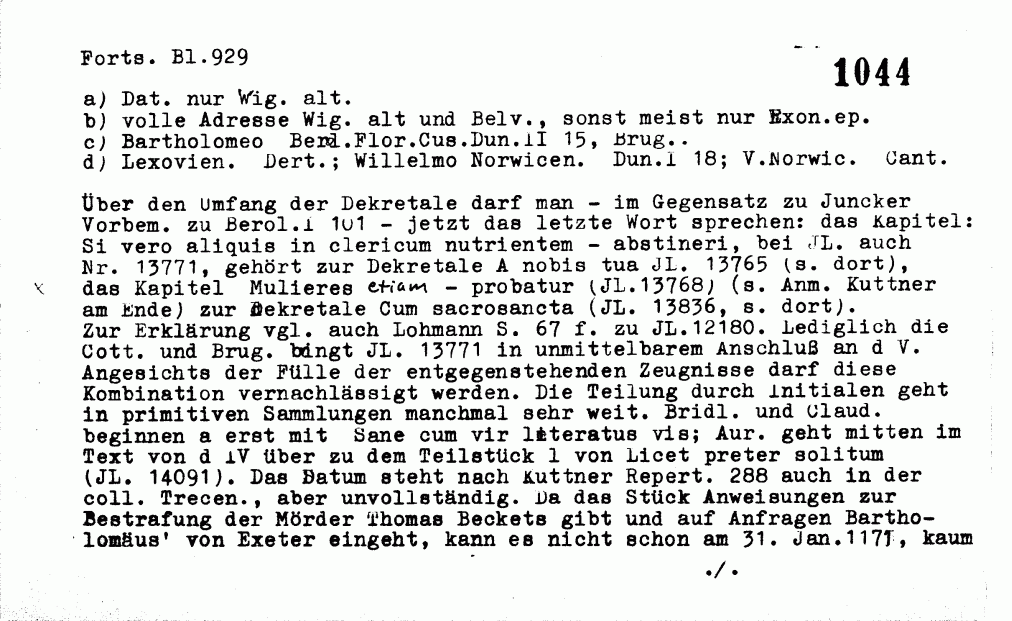 Forts. Bl.929
1044
a) Dat. nur Wig. alt.
b) volle Adresse Wig. alt und Belv., sonst meist nur Exon.ep.
c) Bartholomeo Berol.Flor.Cus.Dun.II 15, Brug..
d) Lexovien. Dert.; Willelmo Norwicen. Dun.I 18; V.Norwic. Cant.
Über den Umfang der Dekretale darf man - im Gegensatz zu Juncker
Vorbem. zu Berol.I 101 - jetzt das letzte Wort sprechen: das Kapitel:
Si vero aliquis in clericum nutrientem - abstineri, bei JL. auch
Nr. 13771, gehört zur Dekretale A nobis tua JL. 13765 (s. dort),
x das Kapitel Mulieres etiam - probatur (JL.13768) (s. Anm. Kuttner
am Ende) zur Dekretale Cum sacrosancta (JL. 13836, s. dort).
Zur Erklärung vgl. auch Lohmann S. 67 f. zu JL.12180. Lediglich die
Cott. und Brug. bingt JL. 13771 in unmittelbarem Anschluß an d V.
Angesichts der Fülle der entgegenstehenden Zeugnisse darf diese
Kombination vernachlässigt werden. Die Teilung durch Initialen geht
in primitiven Sammlungen manchmal sehr weit. Bridl. und Claud.
beginnen a erst mit Sane cum vir literatus vis; Aur. geht mitten im
Text von d IV über zu dem Teilstück l von Licet preter solitum
(JL. 14091). Das Datum steht nach Kuttner Repert. 288 auch in der
coll. Trecen., aber unvollständig. Da das Stück Anweisungen zur
Bestrafung der Mörder Thomas Beckets gibt und auf Anfragen Bartho-
lomäus' von Exeter eingeht, kann es nicht schon am 31. Jan.1171, kaum
./.